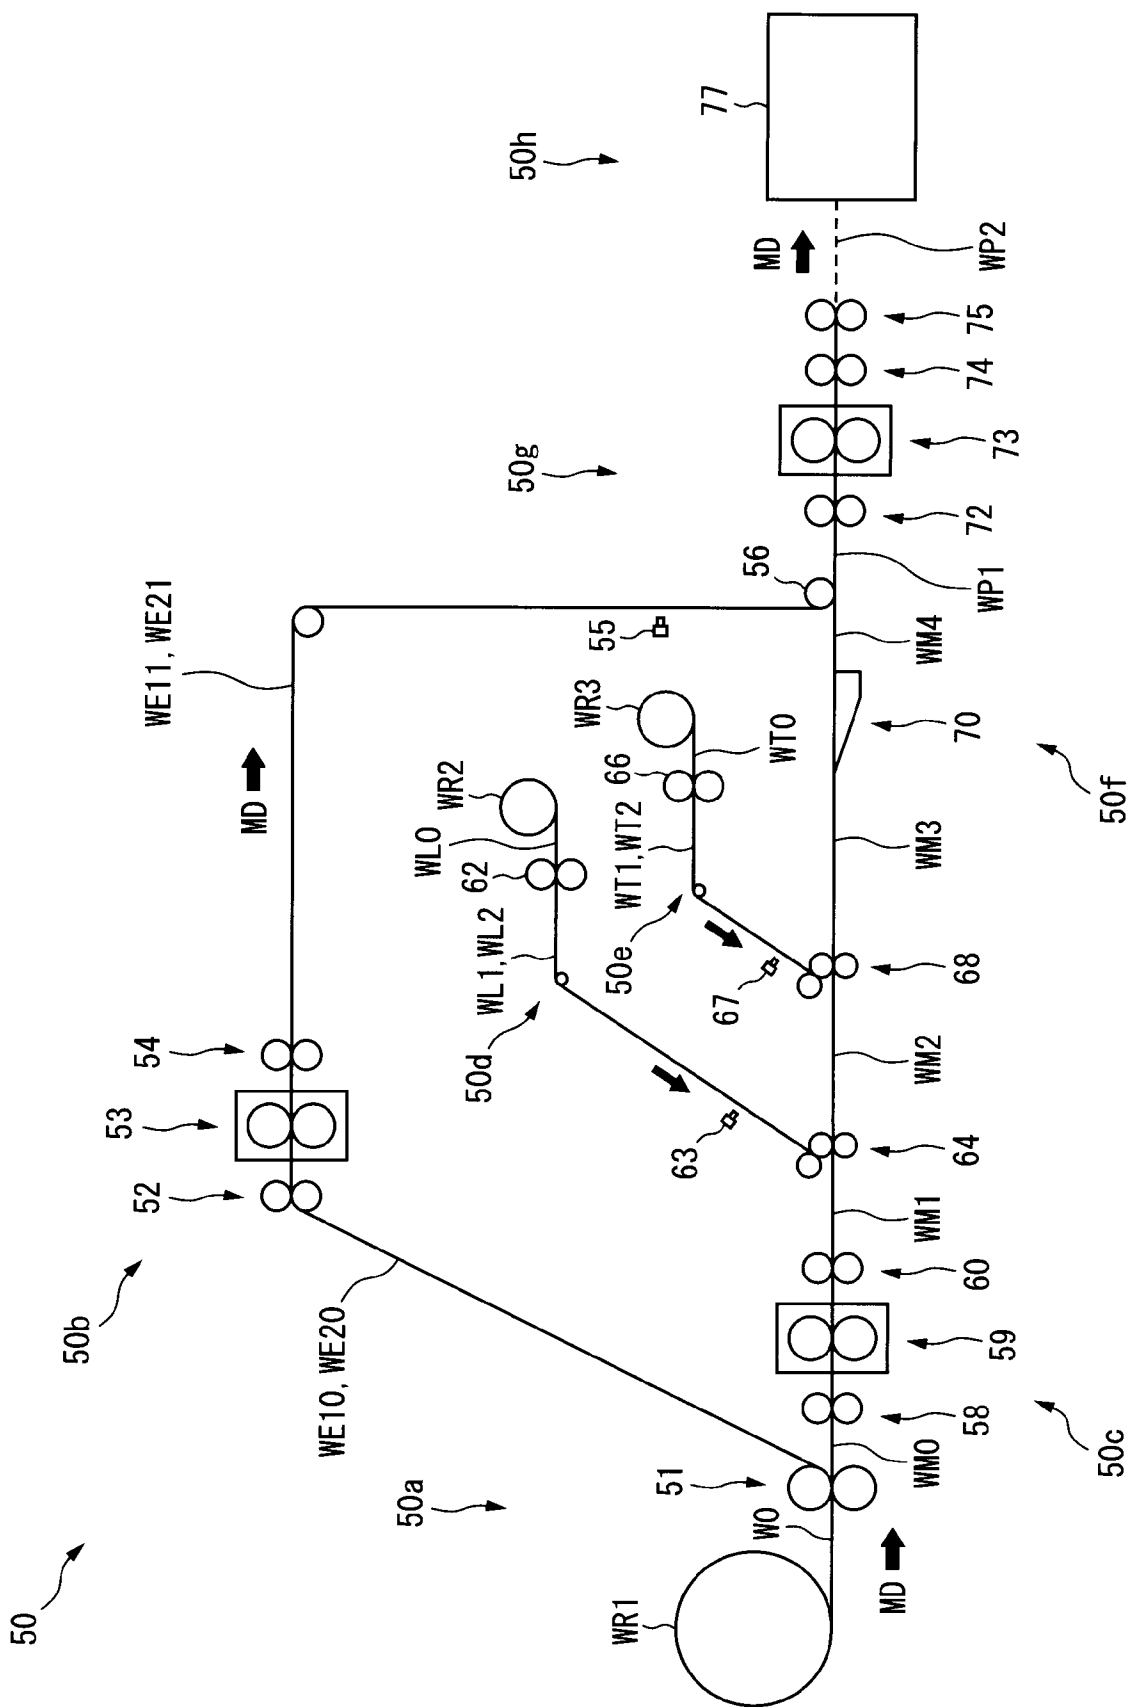 50
50a
50b
50c
50d
50e
50f
50g
50h
WR1
W0
MD
51
WM0
58
59
60
WM1
64
WM2
68
WM3
70
WM4
WP1
56
72
73
74
75
WP2
MD
77
WE10, WE20
52
53
54
MD
WE11, WE21
55
WR2
WL0
62
WL1, WL2
63
WR3
WT0
66
WT1, WT2
67